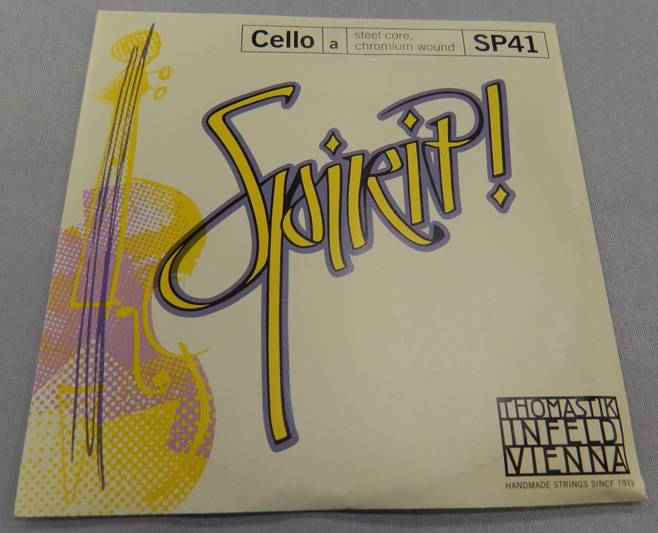 Cello a steel core,
chromium wound SP41
Spirit!
THOMASTIK
INFELD
VIENNA
HANDMADE STRINGS SINCE 1919